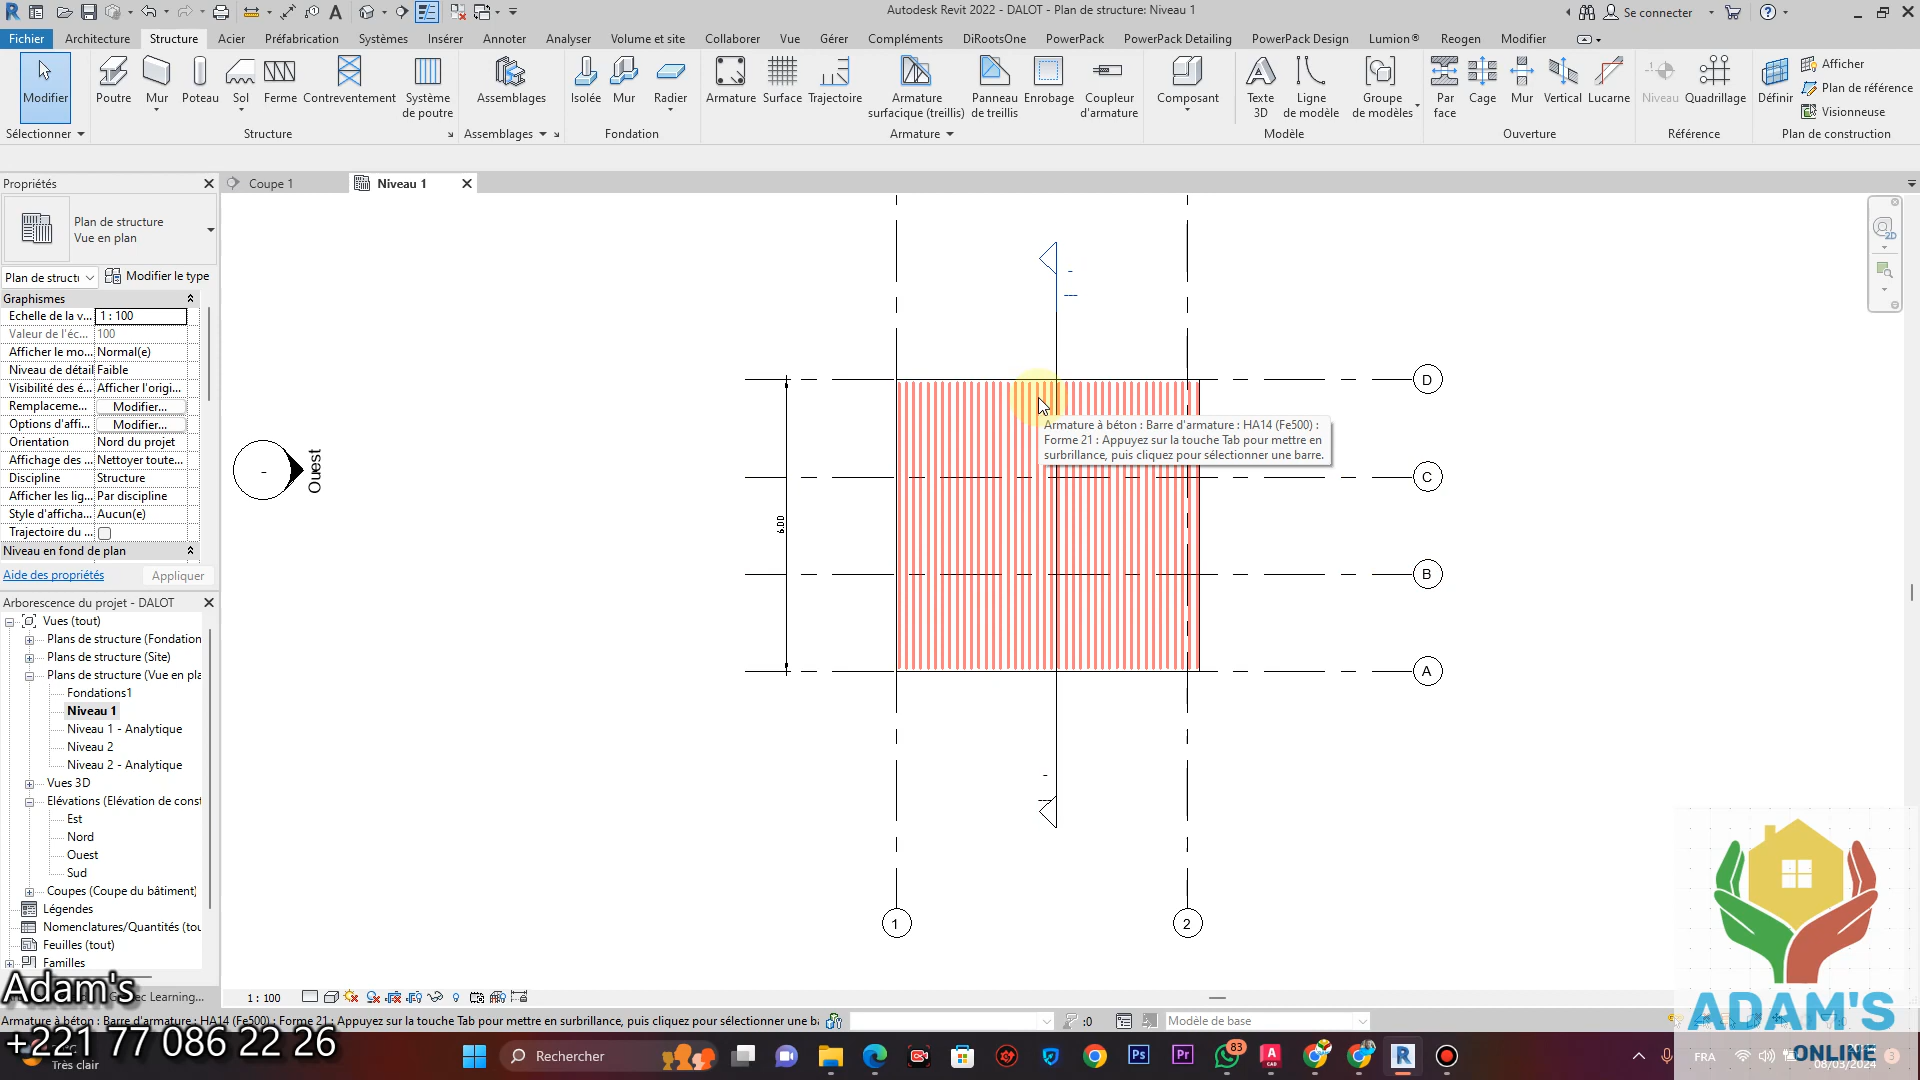 Autodesk Revit 2022 - DALOT - Plan de structure: Niveau 1
Se connecter
Fichier Architecture Structure Acier Préfabrication Systèmes Insérer Annoter Analyser Volume et site Collaborer Vue Gérer Compléments DiRootsOne PowerPack PowerPack Detailing PowerPack Design Lumion® Reogen Modifier
Modifier Poutre Mur Poteau Sol Ferme Contreventement Système de poutre Assemblages Isolée Mur Radier Armature Surface Trajectoire Armature surfacique (treillis) Panneau de treillis Enrobage Coupleur d'armature Composant Texte 3D Ligne de modèle Groupe de modèles Par face Cage Mur Vertical Lucarne Niveau Quadrillage Définir Afficher
Plan de référence
Visionneuse
Sélectionner Structure Assemblages Fondation Armature Modèle Ouverture Référence Plan de construction
Propriétés
Coupe 1 Niveau 1
Plan de structure
Vue en plan
Plan de structu Modifier le type
Graphismes
Echelle de la v... 1 : 100
Valeur de l'éc... 100
Afficher le mo... Normal(e)
Niveau de détail Faible
Visibilité des é... Afficher l'origi...
Remplaceme... Modifier...
Options d'affi... Modifier...
Orientation Nord du projet
Affichage des ... Nettoyer toute...
Discipline Structure
Afficher les lig... Par discipline
Style d'afficha... Aucun(e)
Trajectoire du ...
Niveau en fond de plan
Aide des propriétés Appliquer
Arborescence du projet - DALOT
Vues (tout)
Plans de structure (Fondation
Plans de structure (Site)
Plans de structure (Vue en pla
Fondations1
Niveau 1
Niveau 1 - Analytique
Niveau 2
Niveau 2 - Analytique
Vues 3D
Elévations (Elévation de const
Est
Nord
Ouest
Sud
Coupes (Coupe du bâtiment)
Légendes
Nomenclatures/Quantités (tou
Feuilles (tout)
Familles
Ouest
6.00
D
C
B
A
1
2
2D
Armature à béton : Barre d'armature : HA14 (Fe500) :
Forme 21 : Appuyez sur la touche Tab pour mettre en
surbrillance, puis cliquez pour sélectionner une barre.
Adam's
ec Learning...
+221 77 086 22 26
1 : 100
Armature à béton : Barre d'armature : HA14 (Fe500) : Forme 21 : Appuyez sur la touche Tab pour mettre en surbrillance, puis cliquez pour sélectionner une ba
:0
Modèle de base
Très clair
Rechercher
83
FRA
08/03/2024
3
ADAM'S
ONLINE